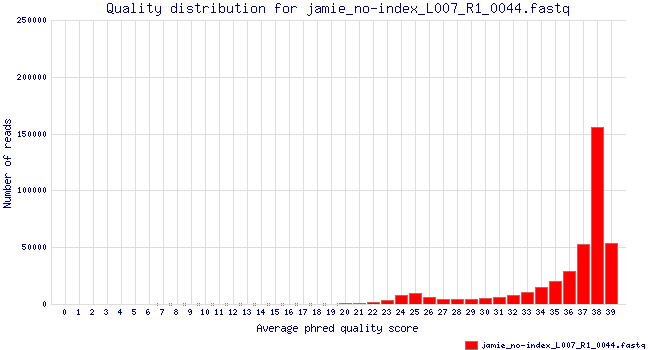 Quality distribution for jamie_no-index_L007_R1_0044.fastq
250000
200000
150000
100000
50000
0
Number of reads
0 1 2 3 4 5 6 7 8 9 10 11 12 13 14 15 16 17 18 19 20 21 22 23 24 25 26 27 28 29 30 31 32 33 34 35 36 37 38 39
Average phred quality score
jamie_no-index_L007_R1_0044.fastq